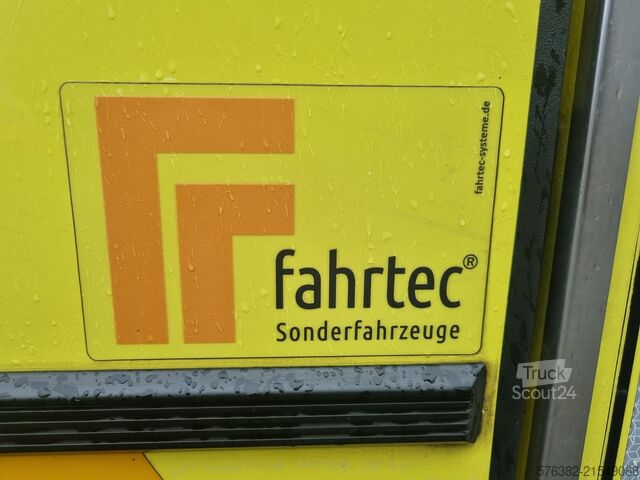 fahrtec-systeme.de
fahrtec®
Sonderfahrzeuge
Truck
Scout24